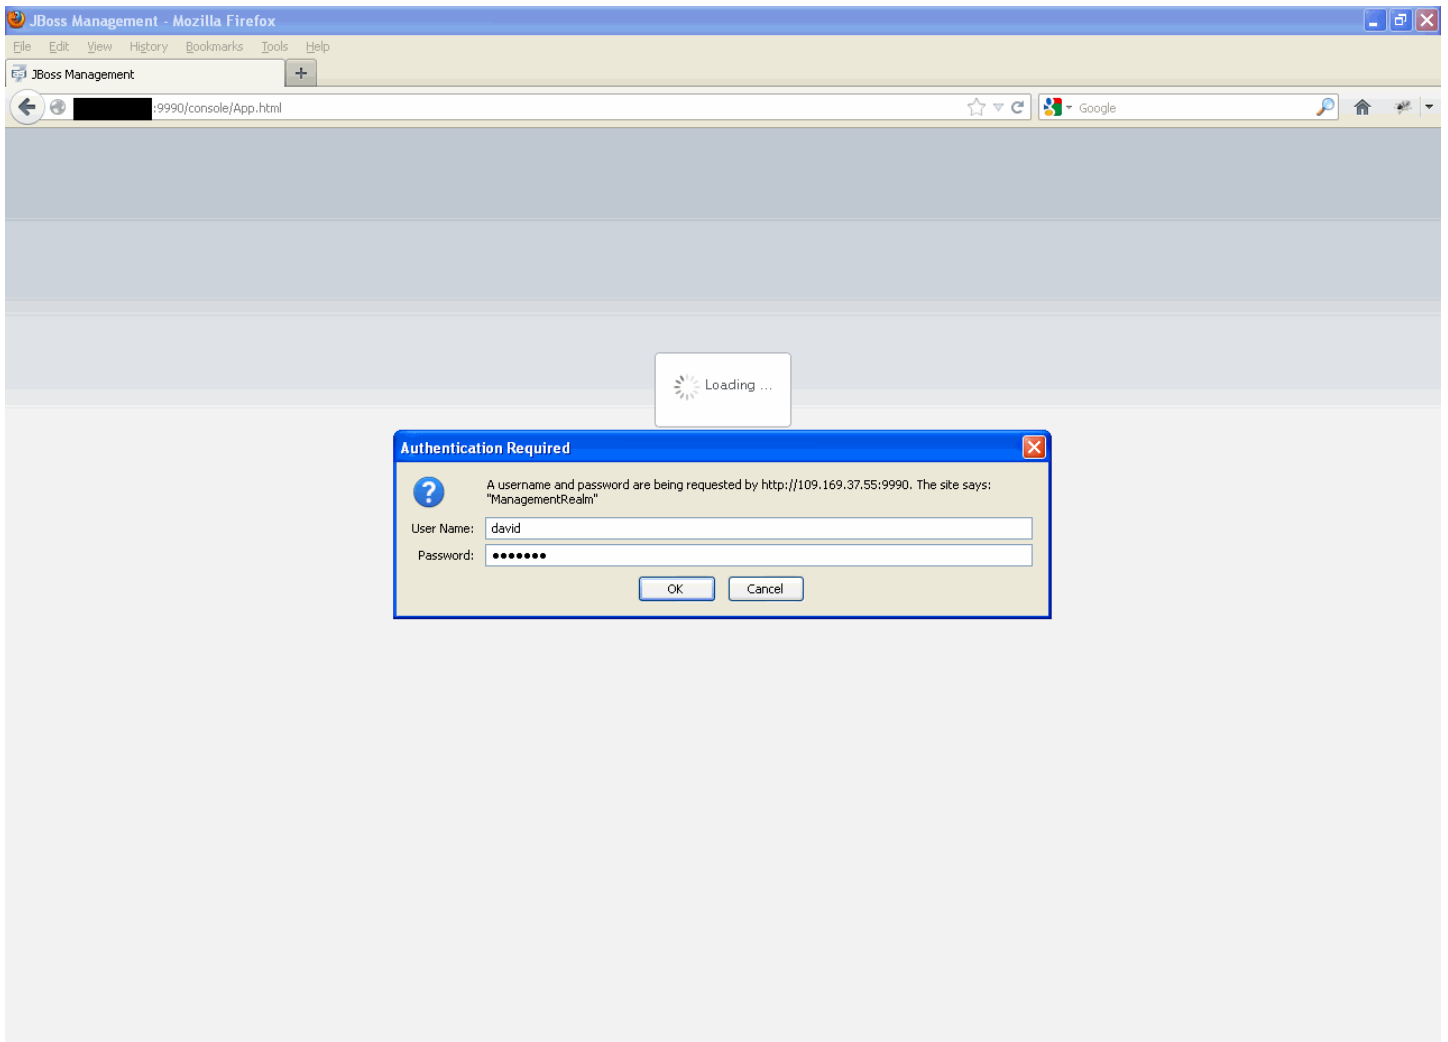 JBoss Management - Mozilla Firefox
File Edit View History Bookmarks Tools Help
JBoss Management
:9990/console/App.html
Google
Loading ...
Authentication Required
A username and password are being requested by http://109.169.37.55:9990. The site says:
"ManagementRealm"
User Name: david
Password: •••••••
OK Cancel